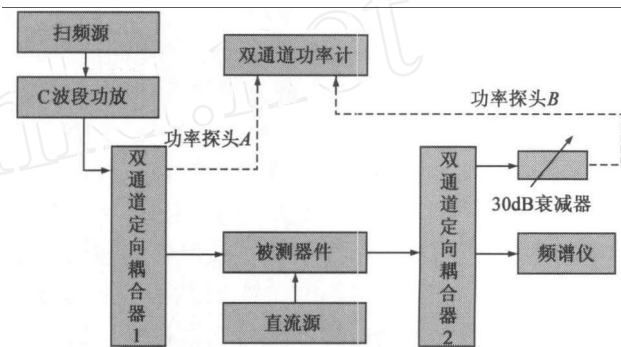 扫频源
双通道功率计
C波段功放
功率探头B
功率探头A
双通道定向耦合器1
双通道定向耦合器2
30dB衰减器
被测器件
频谱仪
直流源